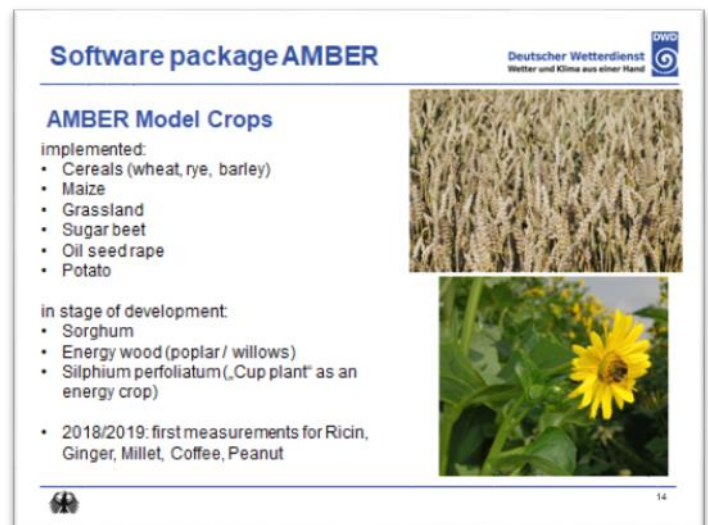 Software package AMBER
DWD
Deutscher Wetterdienst
Wetter und Klima aus einer Hand
AMBER Model Crops
implemented:
• Cereals (wheat, rye, barley)
• Maize
• Grassland
• Sugar beet
• Oil seed rape
• Potato
in stage of development:
• Sorghum
• Energy wood (poplar / willows)
• Silphium perfoliatum („Cup plant“ as an
energy crop)
• 2018/2019: first measurements for Ricin,
Ginger, Millet, Coffee, Peanut
14